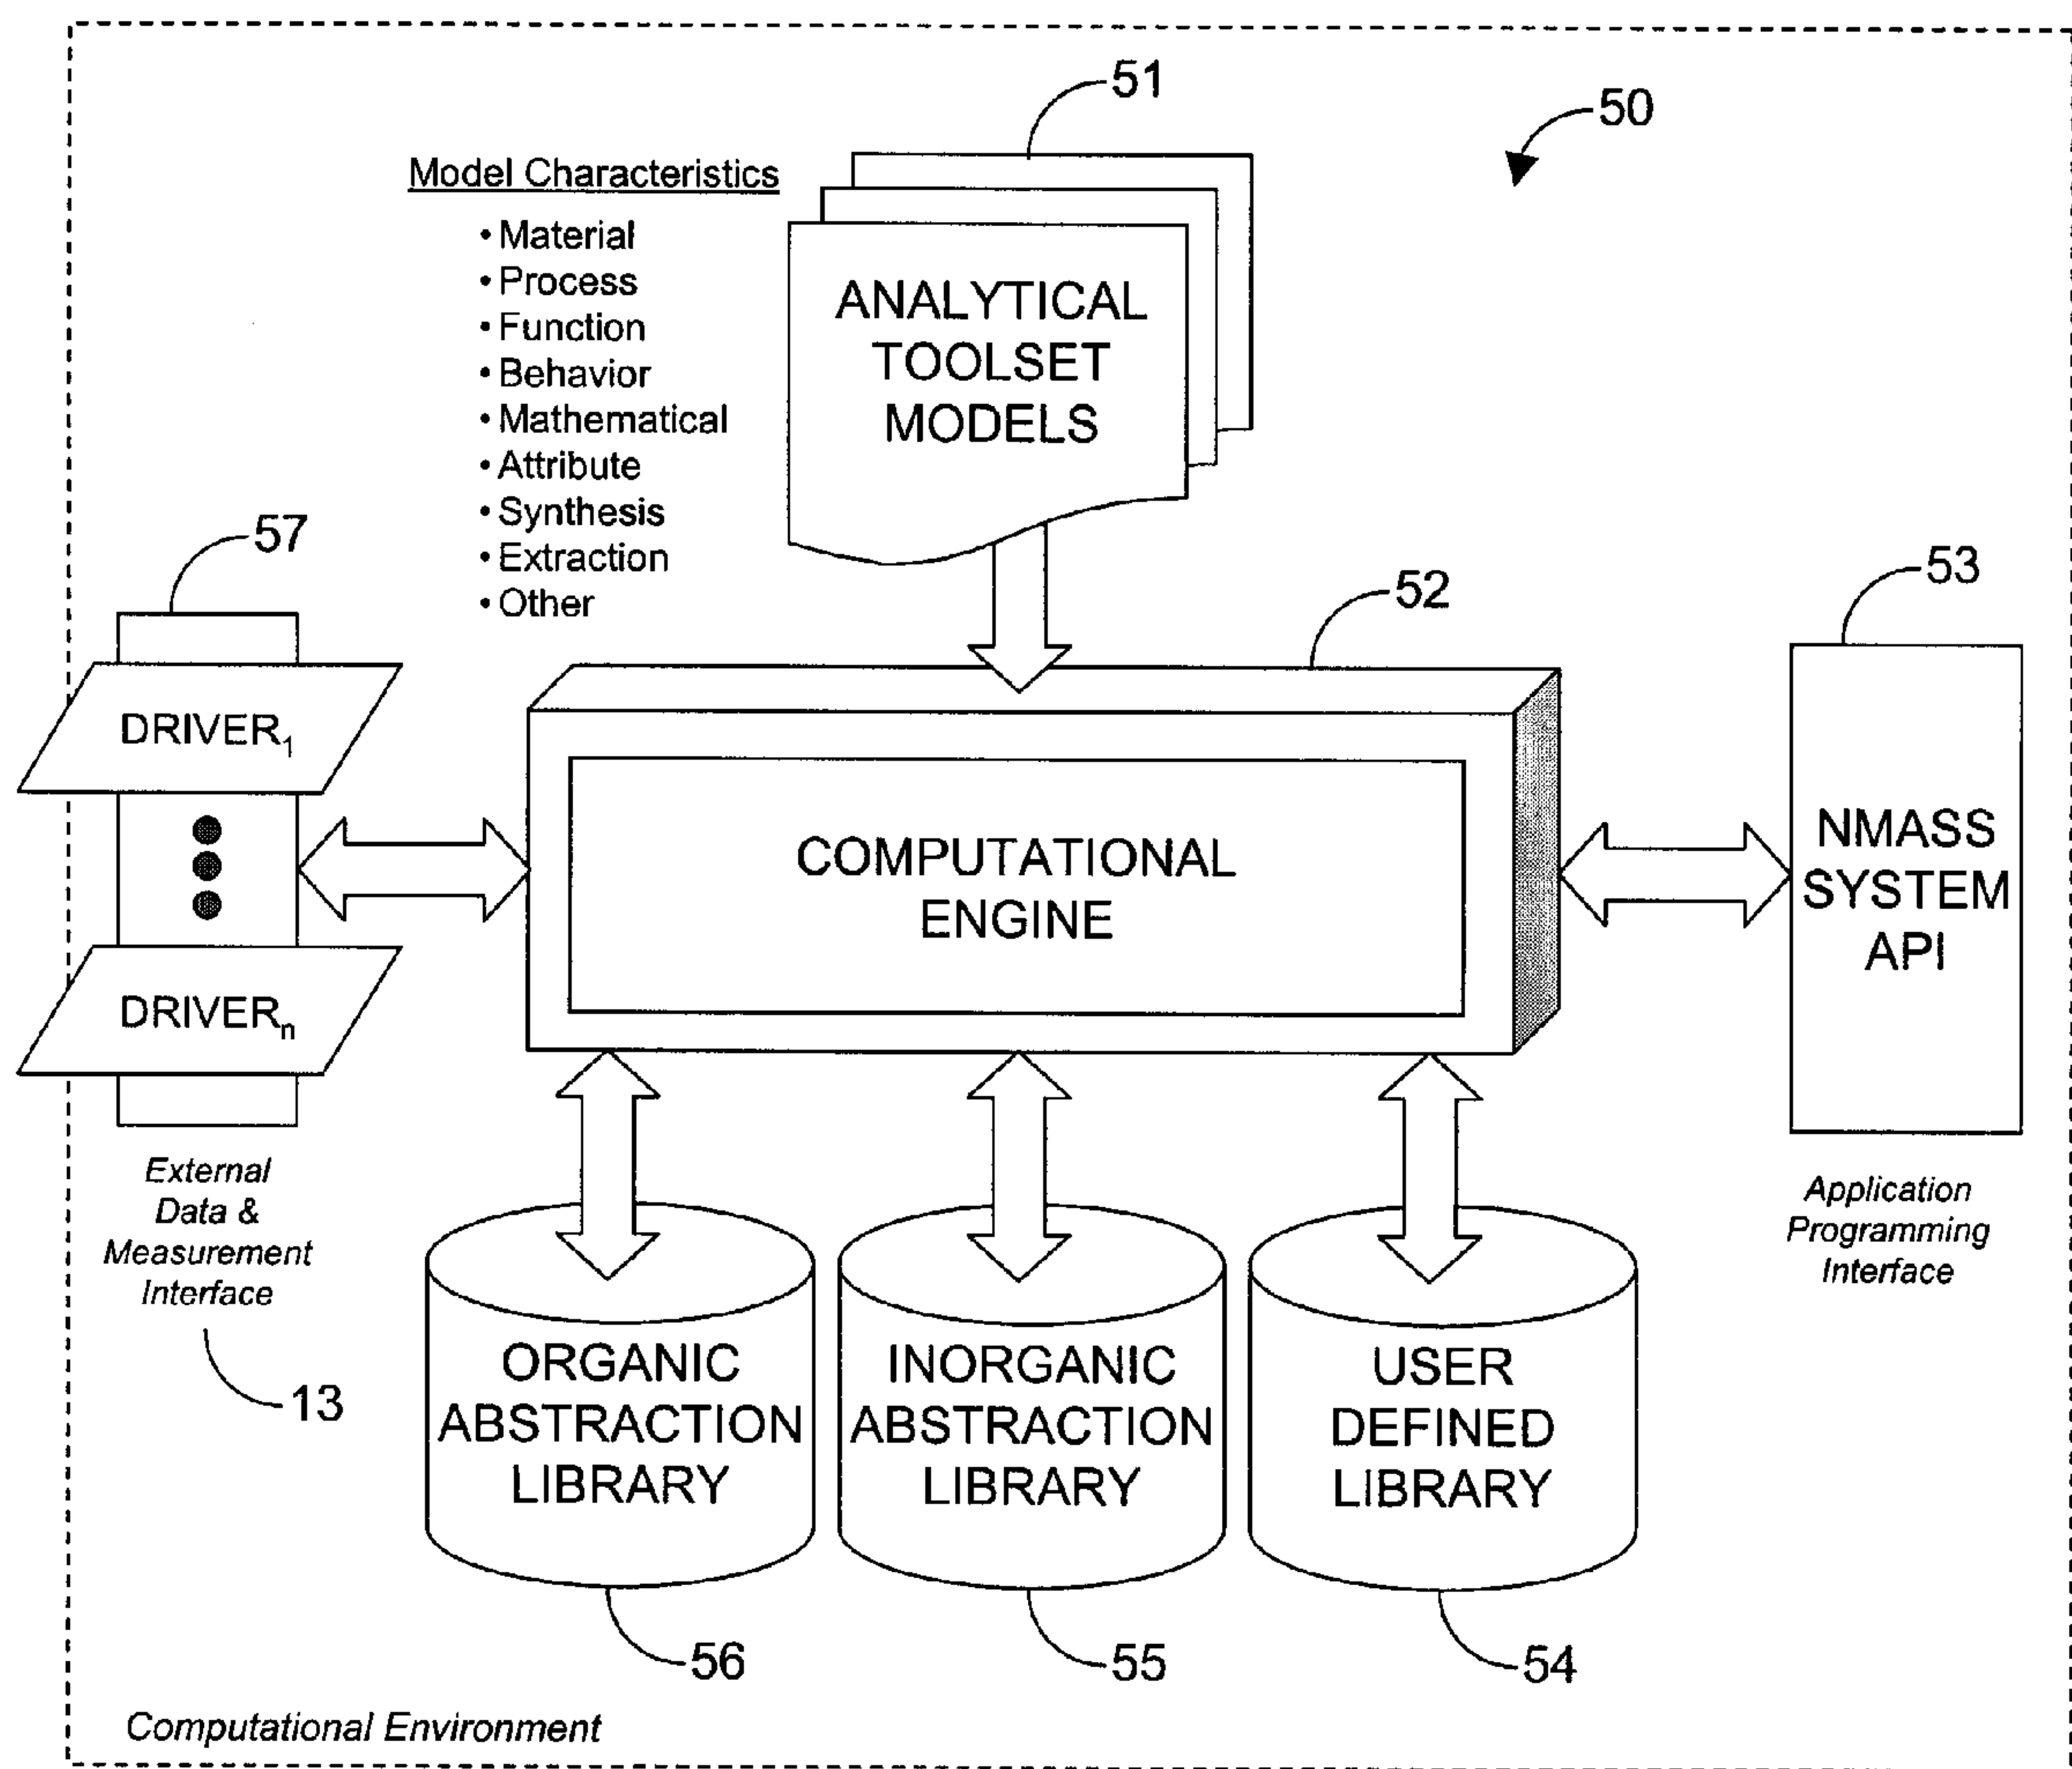 51
50
Model Characteristics
• Material
• Process
• Function
• Behavior
• Mathematical
• Attribute
• Synthesis
• Extraction
• Other
ANALYTICAL
TOOLSET
MODELS
57
52
53
DRIVER₁
DRIVERₙ
COMPUTATIONAL
ENGINE
NMASS
SYSTEM
API
External
Data &
Measurement
Interface
13
Application
Programming
Interface
ORGANIC
ABSTRACTION
LIBRARY
INORGANIC
ABSTRACTION
LIBRARY
USER
DEFINED
LIBRARY
56
55
54
Computational Environment